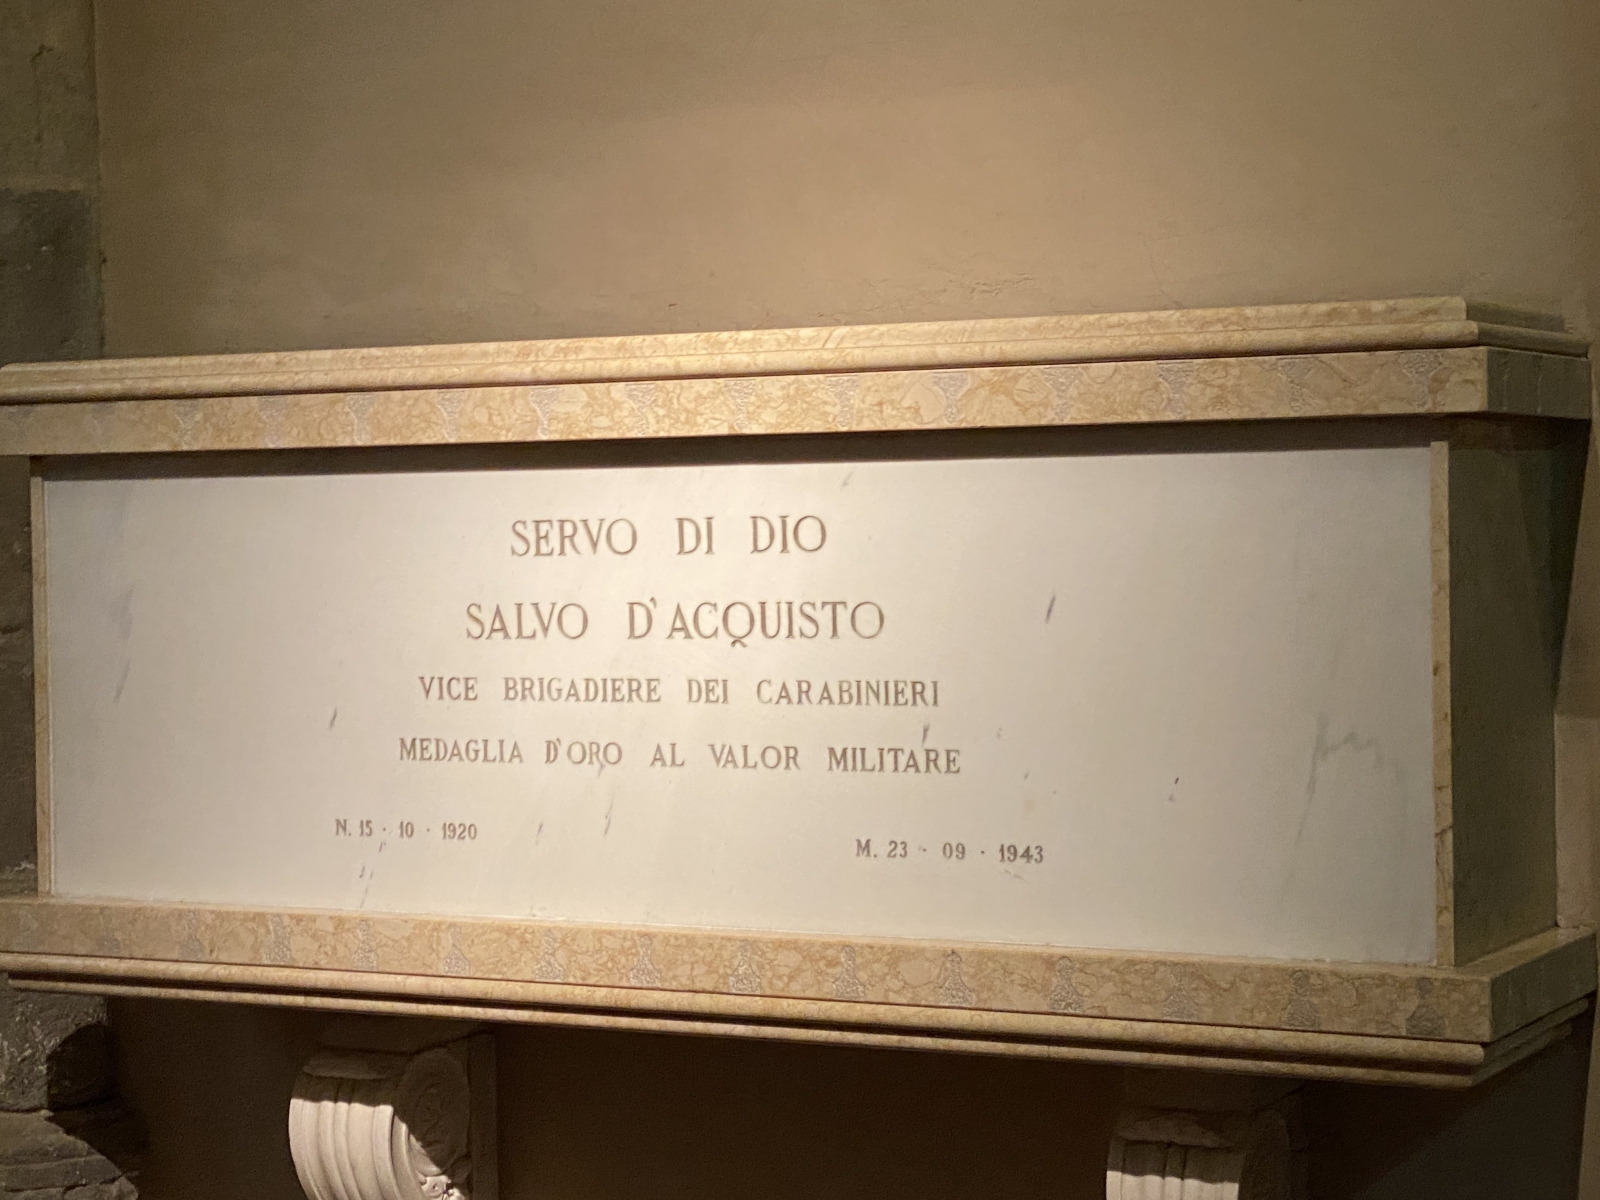 SERVO DI DIO
SALVO D'ACQUISTO
VICE BRIGADIERE DEI CARABINIERI
MEDAGLIA D'ORO AL VALOR MILITARE
N. 15 · 10 · 1920
M. 23 · 09 · 1943